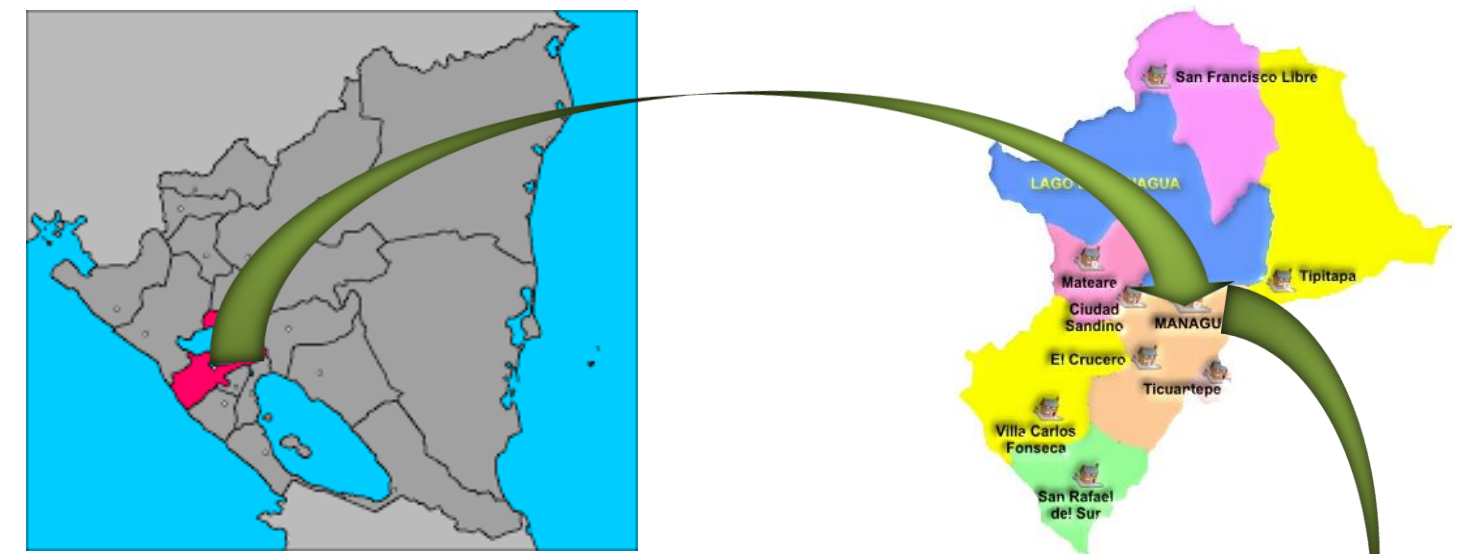 San Francisco Libre
LAGO
AGUA
Tipitapa
Mateare
Ciudad
Sandino
MANAGU
El Crucero
Ticuantepe
Villa Carlos
Fonseca
San Rafael
del Sur